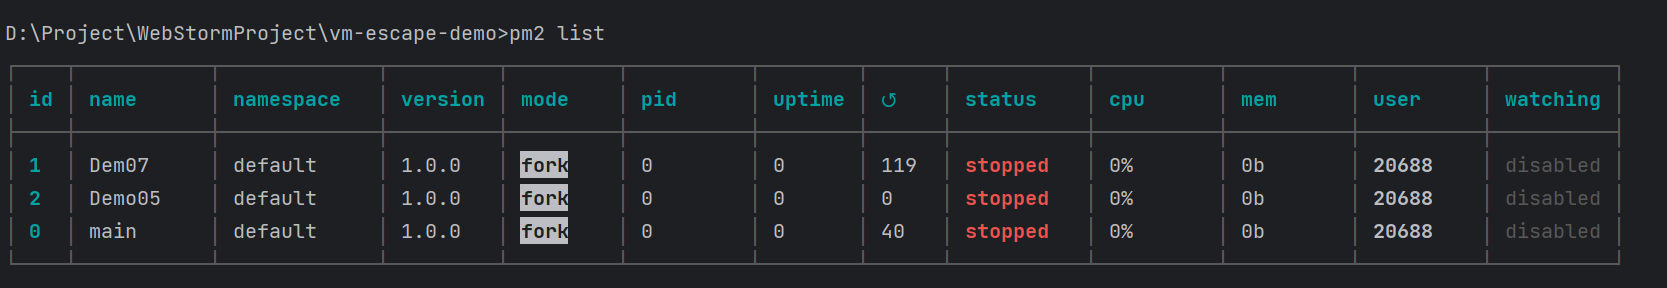 D:\Project\WebStormProject\vm-escape-demo>pm2 list
id name namespace version mode pid uptime ↺ status cpu mem user watching
1 Dem07 default 1.0.0 fork 0 0 119 stopped 0% 0b 20688 disabled
2 Demo05 default 1.0.0 fork 0 0 0 stopped 0% 0b 20688 disabled
0 main default 1.0.0 fork 0 0 40 stopped 0% 0b 20688 disabled